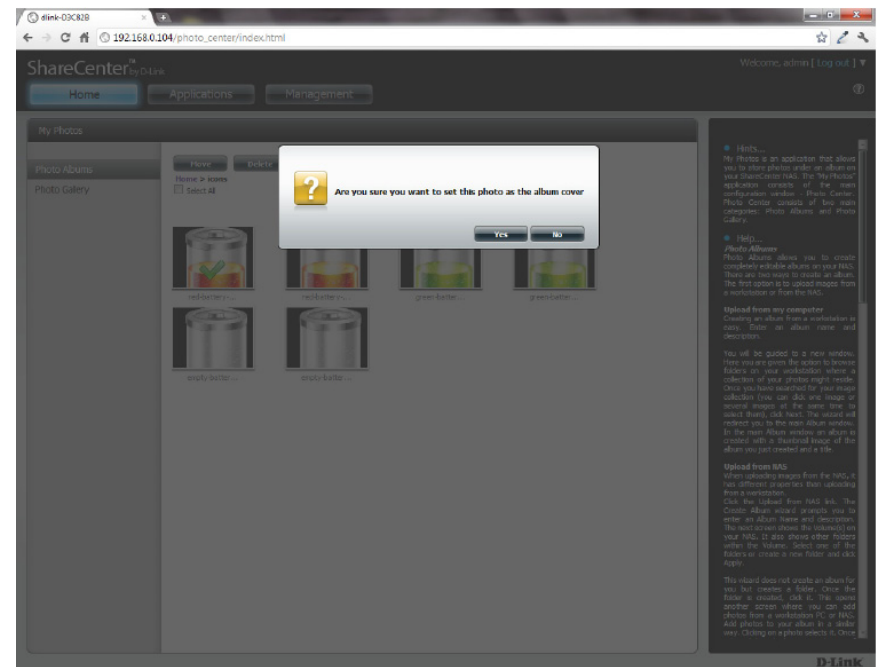 dlink-D3C82B
192.168.0.104/photo_center/index.html
ShareCenter™ by D-Link
Welcome, admin [ Log out ] ▼
Home Applications Management
My Photos
Photo Albums
Photo Gallery
Move Delete
Home > icons
Select All
Are you sure you want to set this photo as the album cover
Yes No
red-battery-...
red-battery-...
green-batter...
green-batter...
empty-batter...
empty-batter...
Hints...
My Photos is an application that allows
you to store photos under an album on
your ShareCenter NAS. The "My Photos"
application consists of the main
configuration window - Photo Center.
Photo Center consists of two main
categories: Photo Albums and Photo
Gallery.
Help...
Photo Albums
Photo Albums allows you to create
completely editable albums on your NAS.
There are two ways to create an album.
The first option is to upload images from
a workstation or from the NAS.
Upload from my computer
Creating an album from a workstation is
easy. Enter an album name and
description.
You will be guided to a new window.
Here you are given the option to browse
folders on your workstation where a
collection of your photos might reside.
Once you have searched for your image
collection (you can click one image or
several images at the same time to
select them), click Next. The wizard will
redirect you to the main Album window.
In the main Album window an album is
created with a thumbnail image of the
album you just created and a title.
Upload from NAS
When uploading images from the NAS, it
has different properties than uploading
from a workstation.
Click the Upload from NAS link. The
Create Album wizard prompts you to
enter an Album Name and description.
The next screen shows the Volume(s) on
your NAS. It also shows other folders
within the Volume. Select one of the
folders or create a new folder and click
Apply.
This wizard does not create an album for
you but creates a folder. Once the
folder is created, click it. This opens
another screen where you can add
photos from a workstation PC or NAS.
Add photos to your album in a similar
way. Clicking on a photo selects it. Once
D-Link